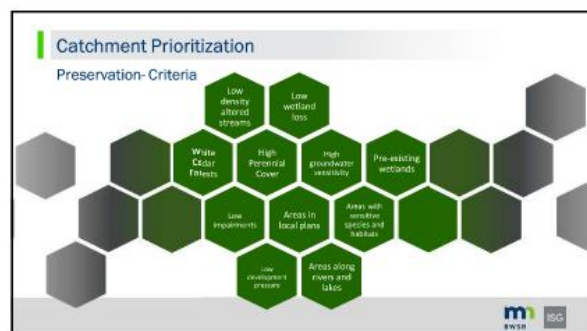 Catchment Prioritization
Preservation- Criteria
Low
density
altered
streams
Low
wetland
loss
White
Cedar
Forests
High
Perennial
Cover
High
groundwater
sensitivity
Pre-existing
wetlands
Low
impairments
Areas in
local plans
Areas with
sensitive
species and
habitats
Low
development
pressure
Areas along
rivers and
lakes
BWSR
ISG